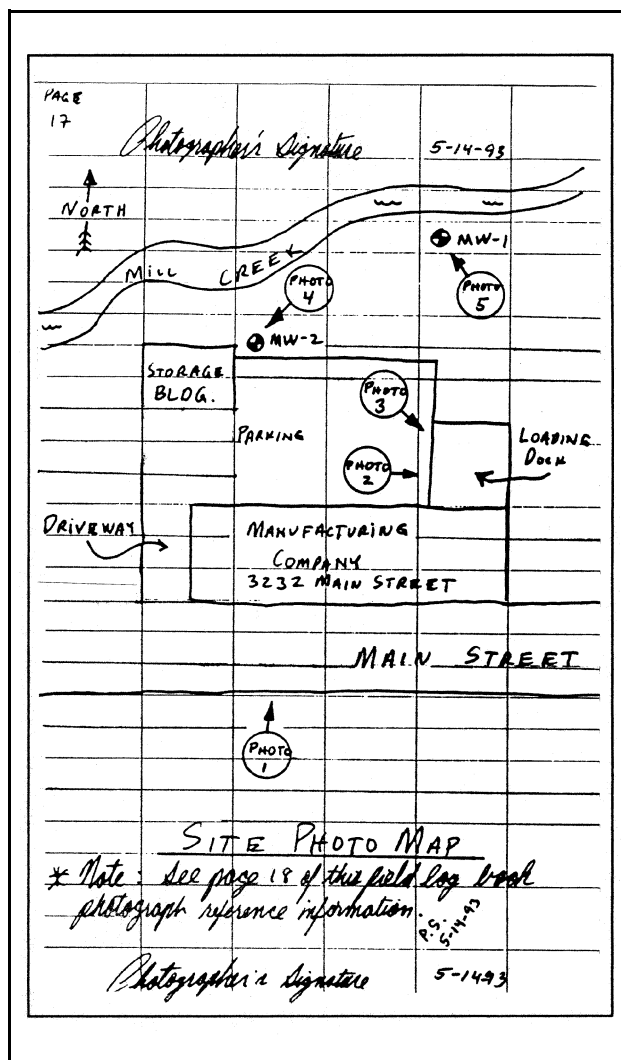 PAGE
17
Photographer's Signature 5-14-93
NORTH
MILL CREEK
MW-1
PHOTO
4
PHOTO
5
MW-2
STORAGE
BLDG.
PHOTO
3
PARKING
LOADING
DOCK
PHOTO
2
DRIVEWAY
MANUFACTURING
COMPANY
3232 MAIN STREET
MAIN STREET
PHOTO
1
SITE PHOTO MAP
* Note: See page 18 of this field log book
photograph reference information.
P.S.
5-14-93
Photographer's Signature 5-14-93